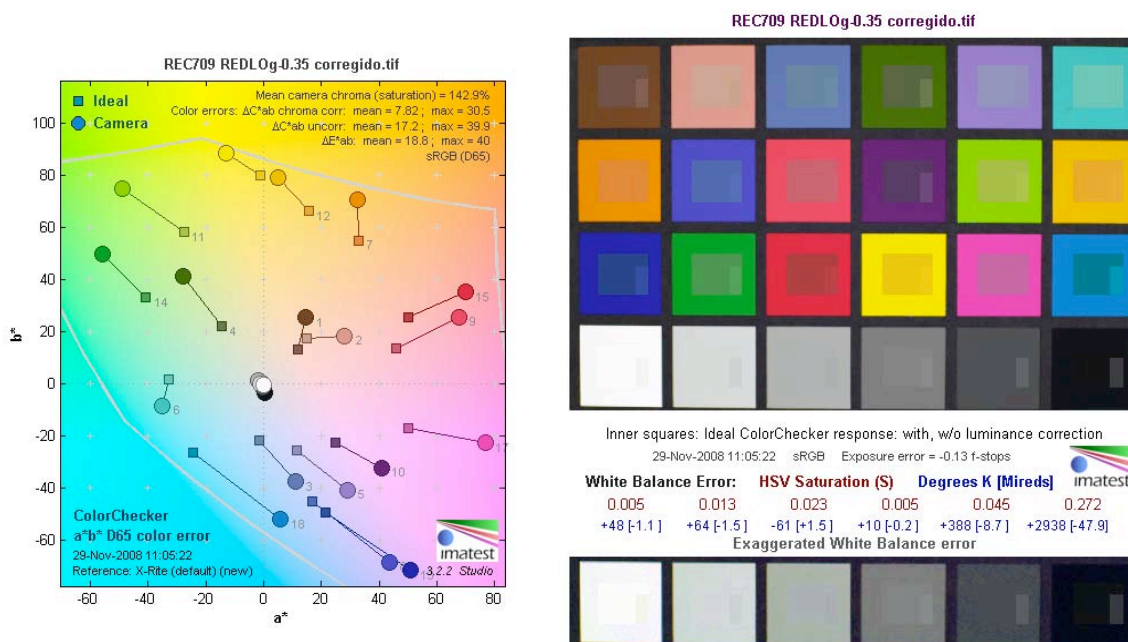 REC709 REDLOg-0.35 corregido.tif
Ideal
Camera
Mean camera chroma (saturation) = 142.9%
Color errors: ΔC*ab chroma corr: mean = 7.82 ; max = 30.5
ΔC*ab uncorr: mean = 17.2 ; max = 39.9
ΔE*ab: mean = 18.8 ; max = 40
sRGB (D65)
100
80
60
40
20
0
-20
-40
-60
b*
12
7
11
14
4
1
2
15
9
6
17
10
3
5
18
ColorChecker
a*b* D65 color error
29-Nov-2008 11:05:22
Reference: X-Rite (default) (new)
imatest
3.2.2 Studio
-60
-40
-20
0
20
40
60
80
a*
REC709 REDLOg-0.35 corregido.tif
Inner squares: Ideal ColorChecker response: with, w/o luminance correction
29-Nov-2008 11:05:22 sRGB Exposure error = -0.13 f-stops
imatest
White Balance Error: HSV Saturation (S) Degrees K [Mireds]
0.005 0.013 0.023 0.005 0.045 0.272
+48 [-1.1 ] +64 [-1.5 ] -61 [+1.5 ] +10 [-0.2 ] +388 [-8.7 ] +2938 [-47.9]
Exaggerated White Balance error